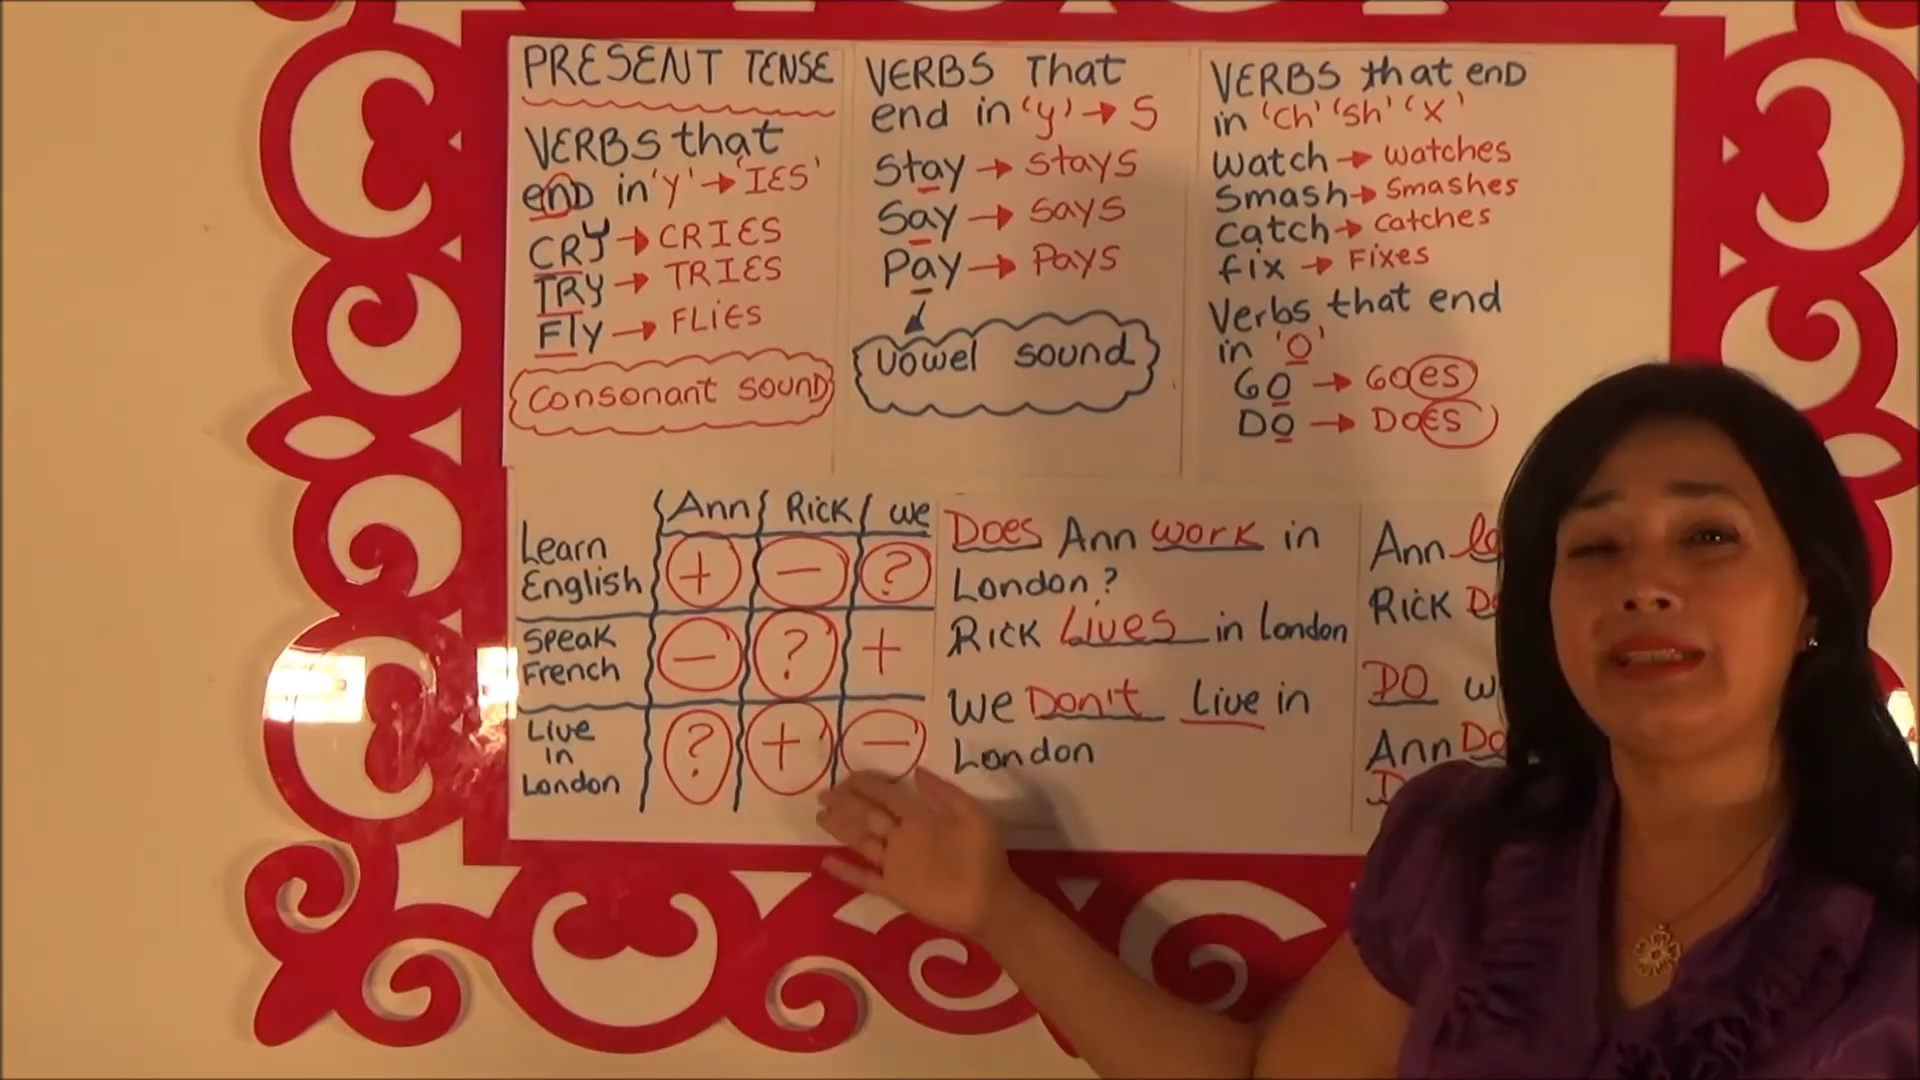 PRESENT TENSE
VERBS that
end in 'y' → 'IES'
CRY → CRIES
TRY → TRIES
Fly → FLiES
Consonant sound
VERBS That
end in 'y' → S
Stay → stays
Say → says
Pay → Pays
Vowel sound
VERBS that end
in 'Ch' 'sh' 'x'
watch → watches
Smash → Smashes
catch → catches
fix → Fixes
Verbs that end
in 'O'
GO → GOes
DO → DOES
Ann Rick we
Learn
English + - ?
Speak
French - ? +
Live
in
London ? + -
Does Ann work in
London?
Rick Lives in london
We Don't Live in
London
Ann
Rick
DO
Ann